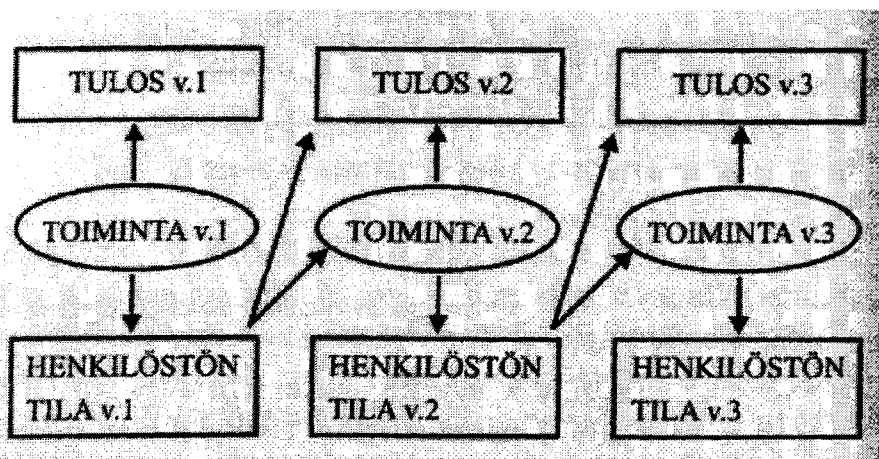 TULOS v.1
TULOS v.2
TULOS v.3
TOIMINTA v.1
TOIMINTA v.2
TOIMINTA v.3
HENKILÖSTÖN
TILA v.1
HENKILÖSTÖN
TILA v.2
HENKILÖSTÖN
TILA v.3